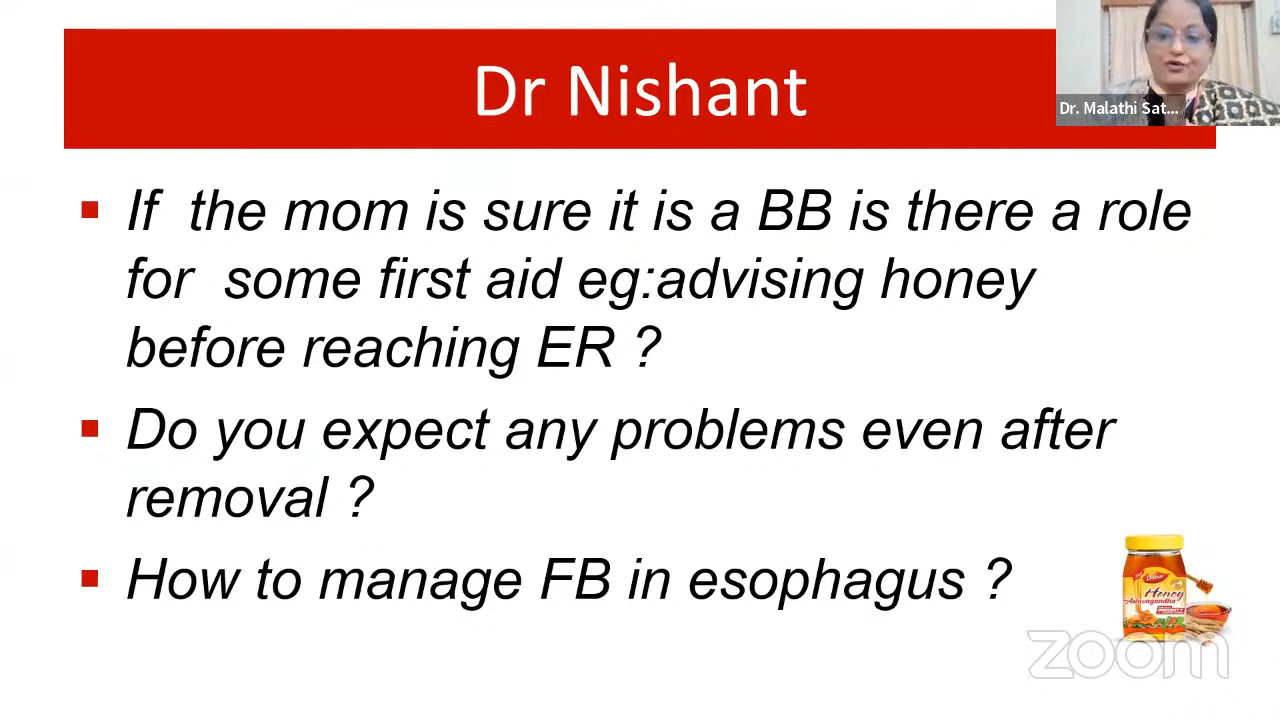 Dr Nishant
Dr. Malathi Sat...
▪ If the mom is sure it is a BB is there a role
for some first aid eg:advising honey
before reaching ER ?
▪ Do you expect any problems even after
removal ?
▪ How to manage FB in esophagus ?
Dabur
Honey
Ashwagandha
zoom